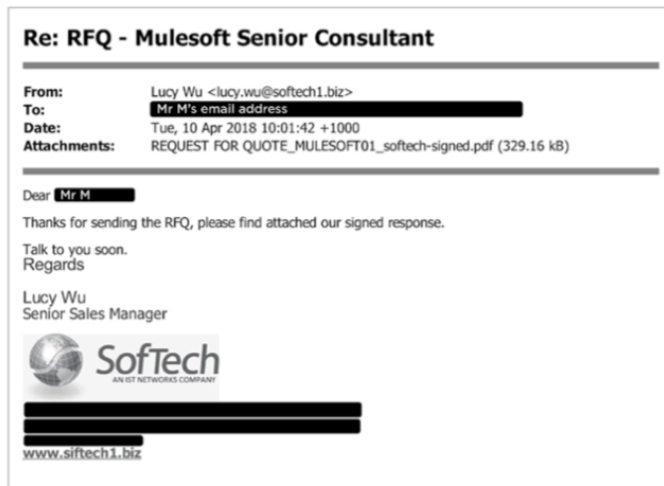 Re: RFQ - Mulesoft Senior Consultant
From: Lucy Wu <lucy.wu@softech1.biz>
To: Mr M's email address
Date: Tue, 10 Apr 2018 10:01:42 +1000
Attachments: REQUEST FOR QUOTE_MULESOFT01_softech-signed.pdf (329.16 kB)
Dear Mr M
Thanks for sending the RFQ, please find attached our signed response.
Talk to you soon.
Regards
Lucy Wu
Senior Sales Manager
SofTech
AN IST NETWORKS COMPANY
www.siftech1.biz